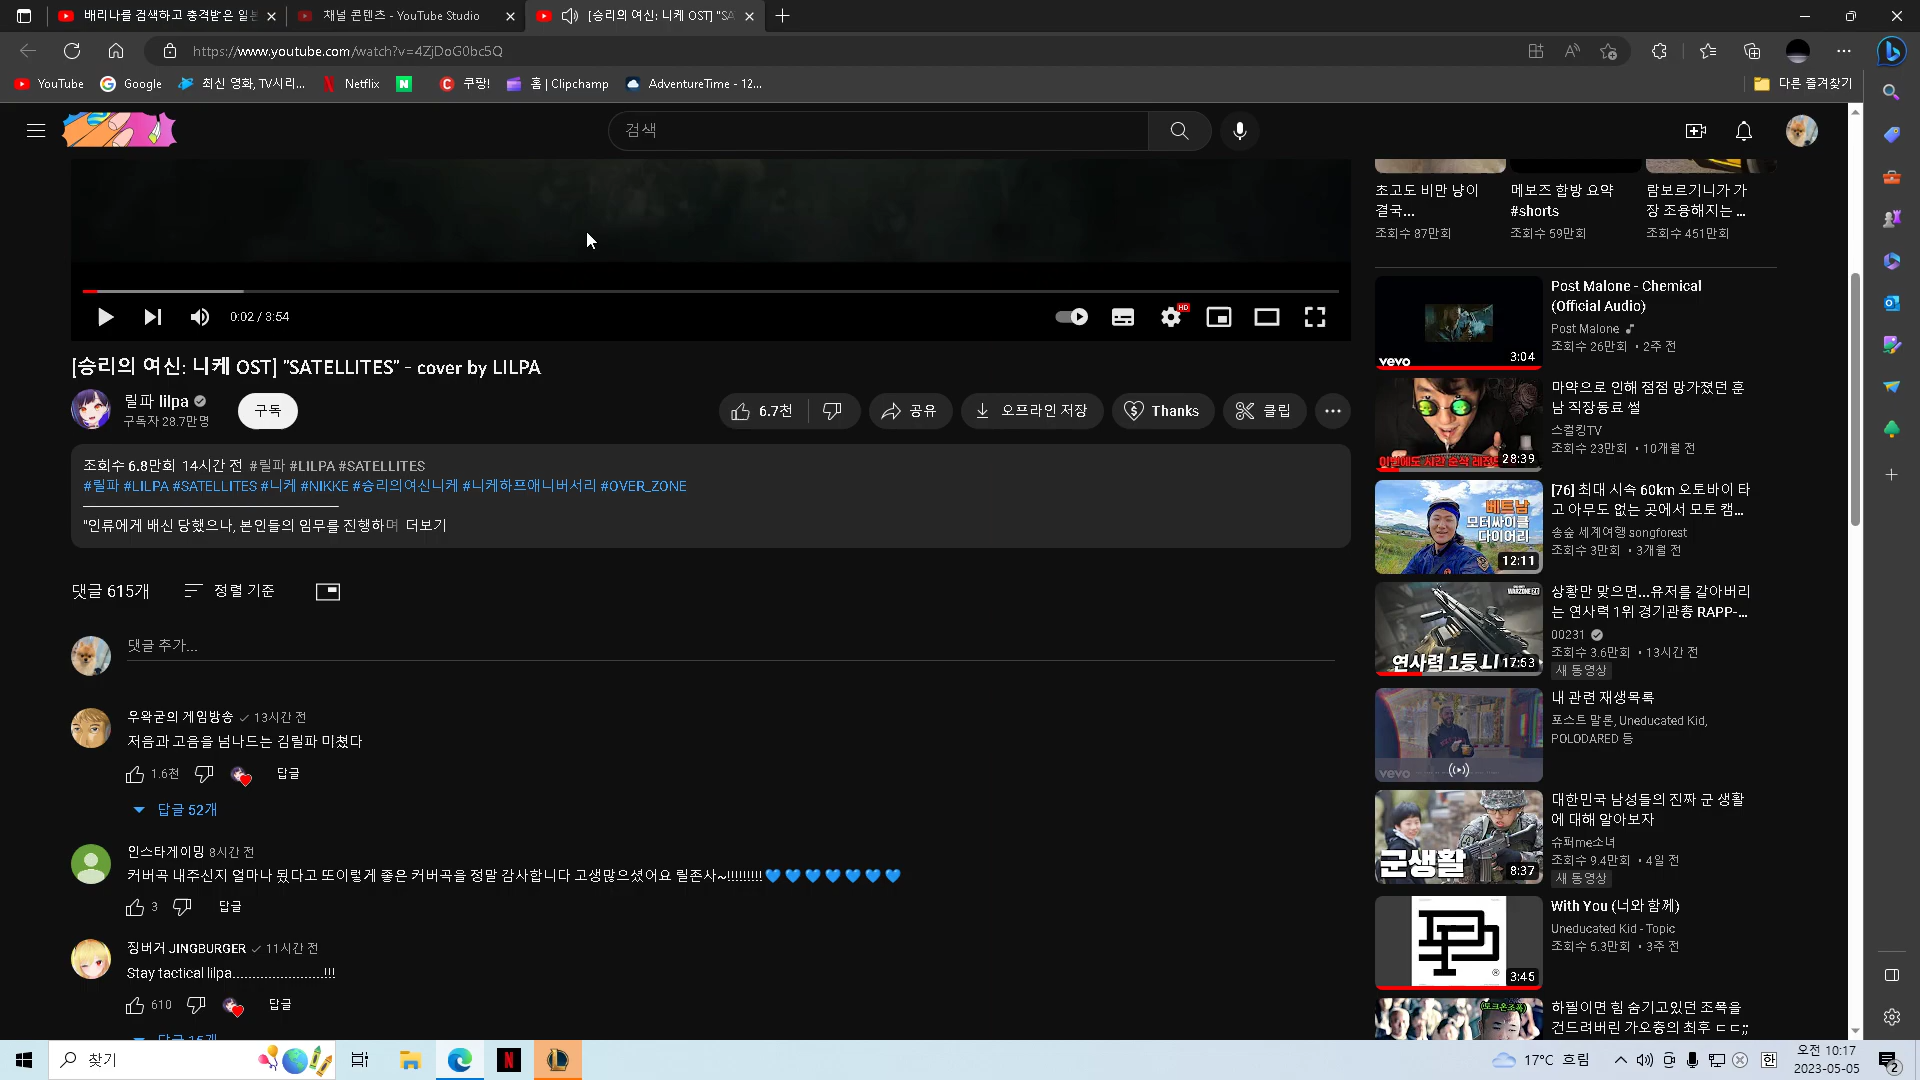 배리나를 검색하고 충격받은 일본
채널 콘텐츠 - YouTube Studio
[승리의 여신: 니케 OST] "SA
https://www.youtube.com/watch?v=4ZjDoG0bc5Q
YouTube
Google
최신 영화, TV시리...
Netflix
N
쿠팡!
홈 | Clipchamp
AdventureTime - 12...
다른 즐겨찾기
검색
초고도 비만 냥이
결국...
조회수 87만회
메보즈 합방 요약
#shorts
조회수 59만회
람보르기니가 가
장 조용해지는 ...
조회수 451만회
0:02 / 3:54
HD
[승리의 여신: 니케 OST] "SATELLITES" - cover by LILPA
릴파 lilpa
구독자 28.7만명
구독
6.7천
공유
오프라인 저장
Thanks
클립
조회수 6.8만회 14시간 전 #릴파 #LILPA #SATELLITES
#릴파 #LILPA #SATELLITES #니케 #NIKKE #승리의여신니케 #니케하프애니버서리 #OVER_ZONE
"인류에게 배신 당했으나, 본인들의 임무를 진행하며 더보기
댓글 615개
정렬 기준
댓글 추가...
우왁굳의 게임방송 13시간 전
저음과 고음을 넘나드는 김릴파 미쳤다
1.6천
답글
답글 52개
인스타게이밍 8시간 전
커버곡 내주신지 얼마나 됬다고 또이렇게 좋은 커버곡을 정말 감사합니다 고생많으셨어요 릴존사~!!!!!!!!!💙💙💙💙💙💙💙
3
답글
징버거 JINGBURGER 11시간 전
Stay tactical lilpa.......................!!!
610
답글
답글 15개
vevo
3:04
Post Malone - Chemical
(Official Audio)
Post Malone
조회수 26만회 • 2주 전
28:39
마약으로 인해 점점 망가졌던 훈
남 직장동료 썰
스컬킹TV
조회수 23만회 • 10개월 전
베트남
모터싸이클
다이어리
12:11
[76] 최대 시속 60km 오토바이 타
고 아무도 없는 곳에서 모토 캠...
송숲 세계여행 songforest
조회수 3만회 • 3개월 전
연사력 1등
17:53
상황만 맞으면...유저를 갈아버리
는 연사력 1위 경기관총 RAPP-...
00231
조회수 3.6만회 • 13시간 전
새 동영상
vevo
내 관련 재생목록
포스트 말론, Uneducated Kid,
POLODARED 등
군생활
8:37
대한민국 남성들의 진짜 군 생활
에 대해 알아보자
슈퍼me소녀
조회수 9.4만회 • 4일 전
새 동영상
3:45
With You (너와 함께)
Uneducated Kid - Topic
조회수 5.3만회 • 3주 전
하필이면 힘 숨기고있던 조폭을
건드려버린 가오충의 최후 ㄷㄷ;;
찾기
17°C 흐림
한
오전 10:17
2023-05-05
2